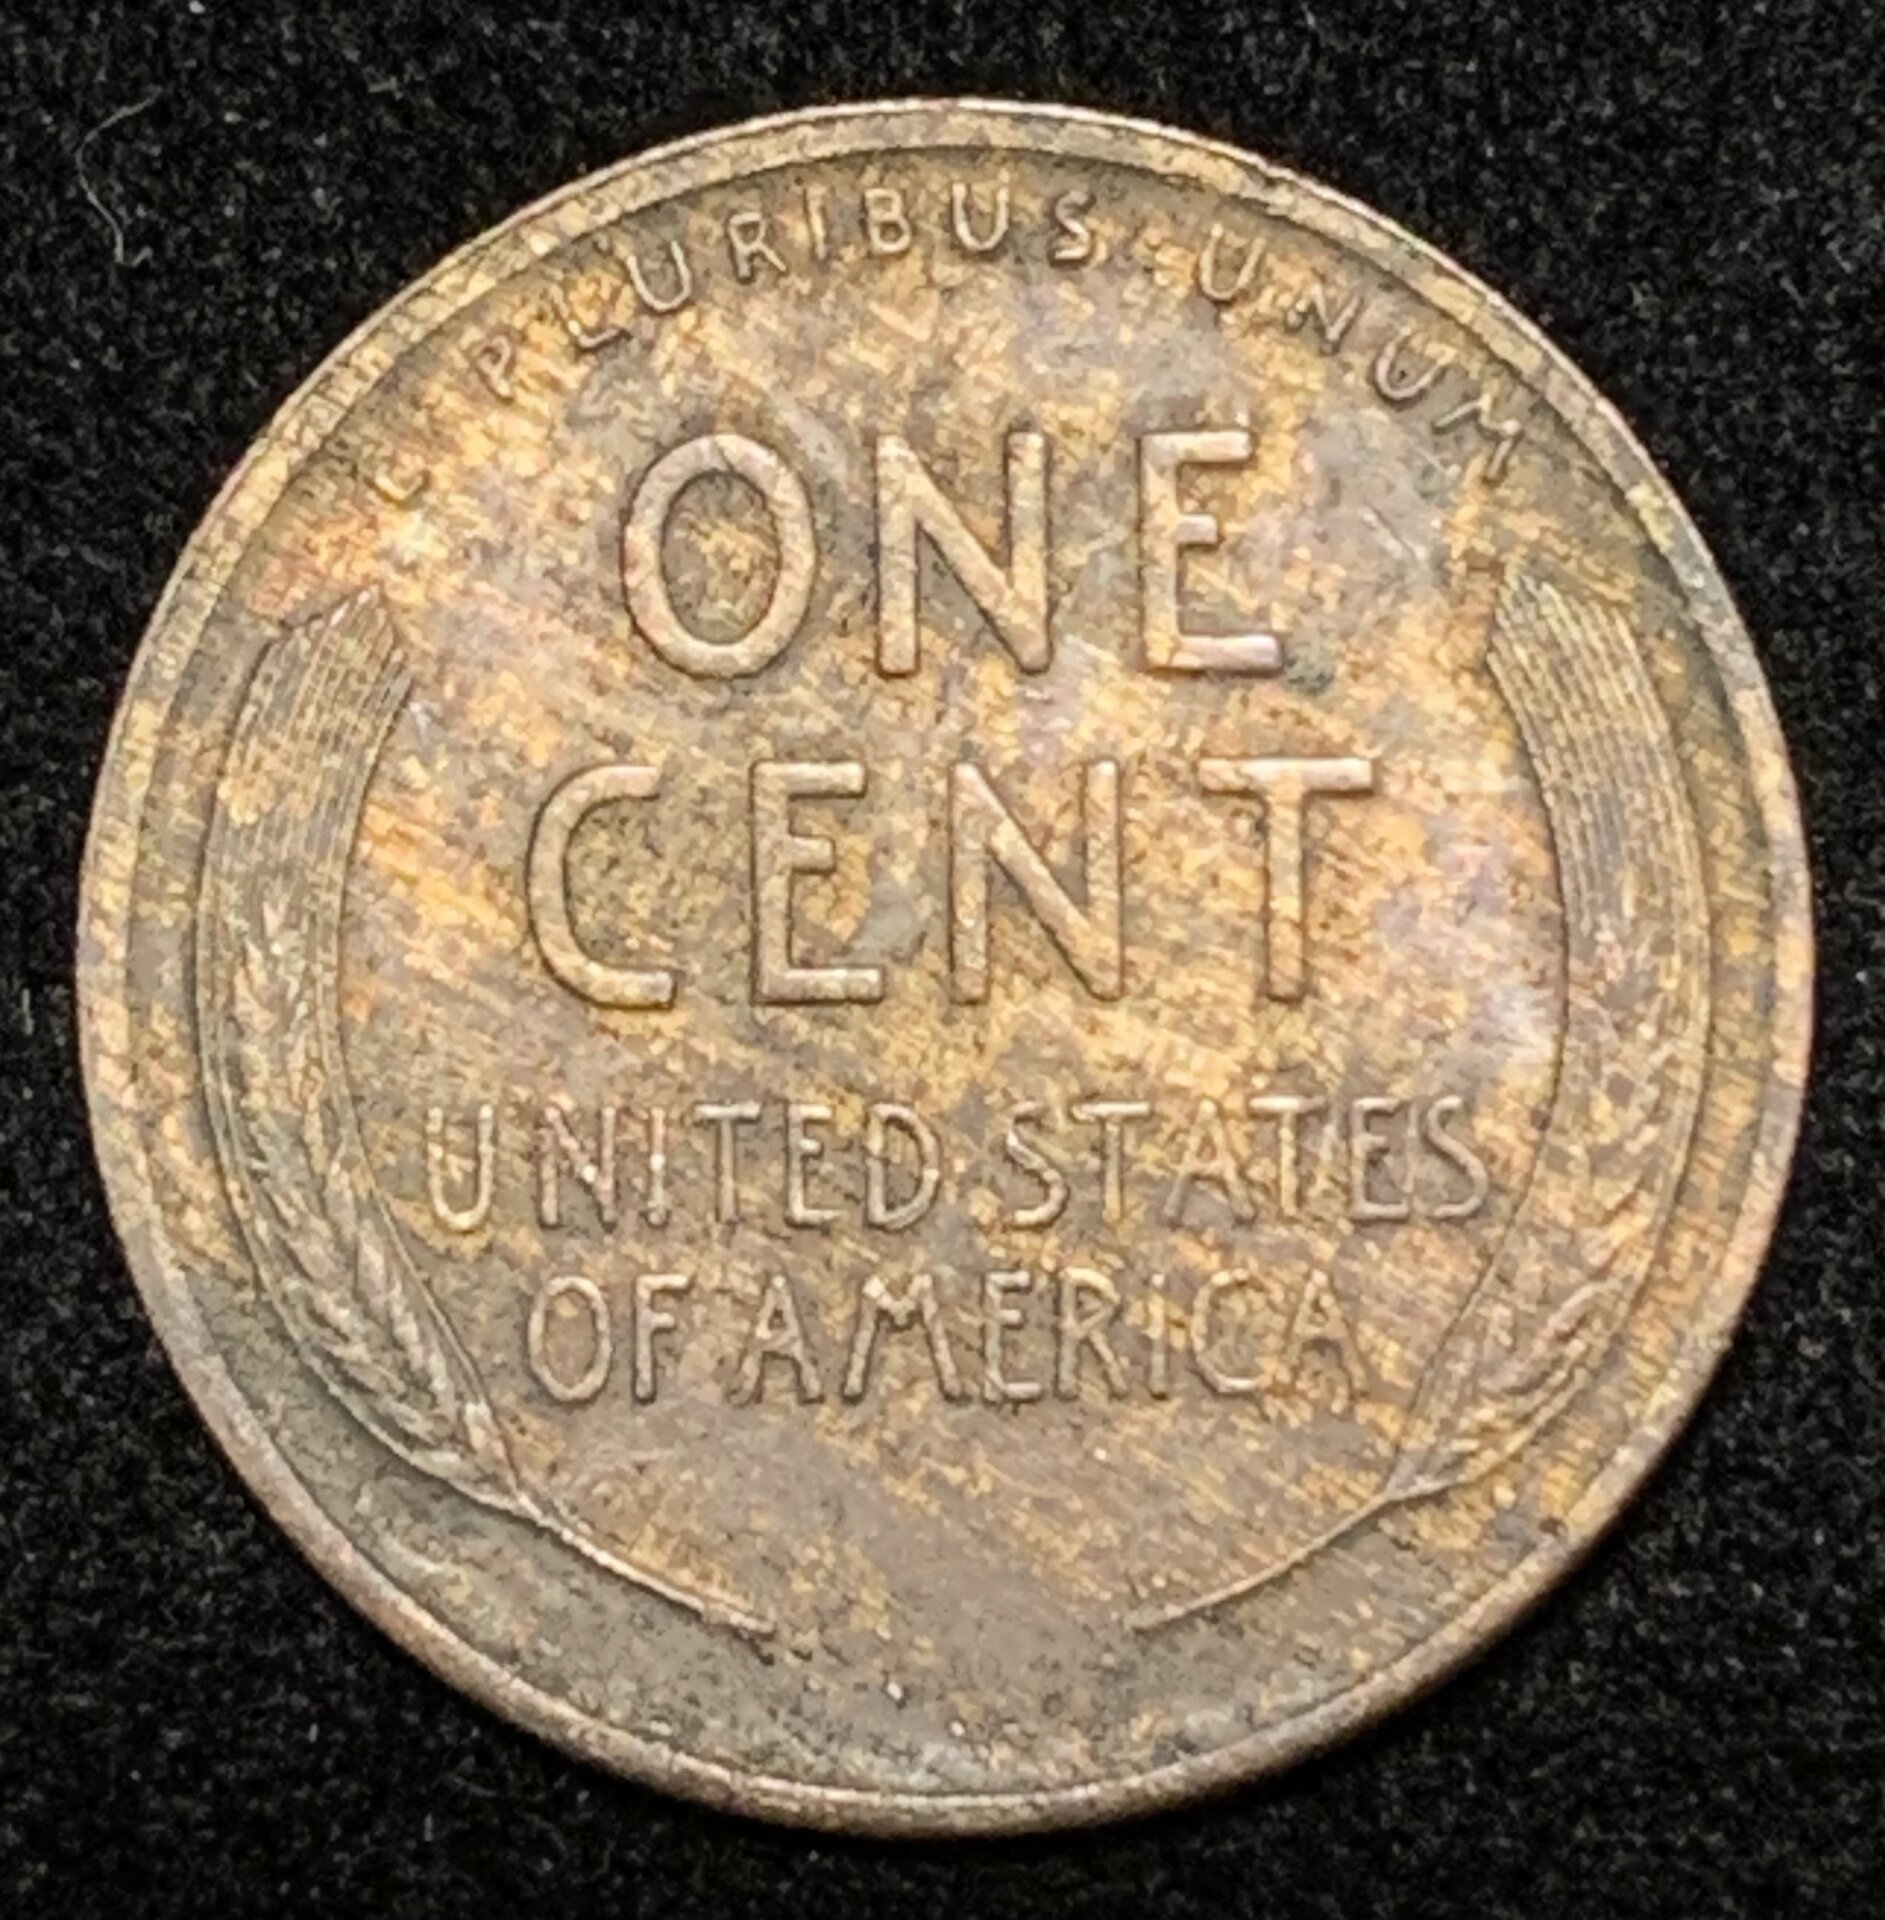 E PLURIBUS · UNUM
ONE
CENT
UNITED STATES
OF AMERICA